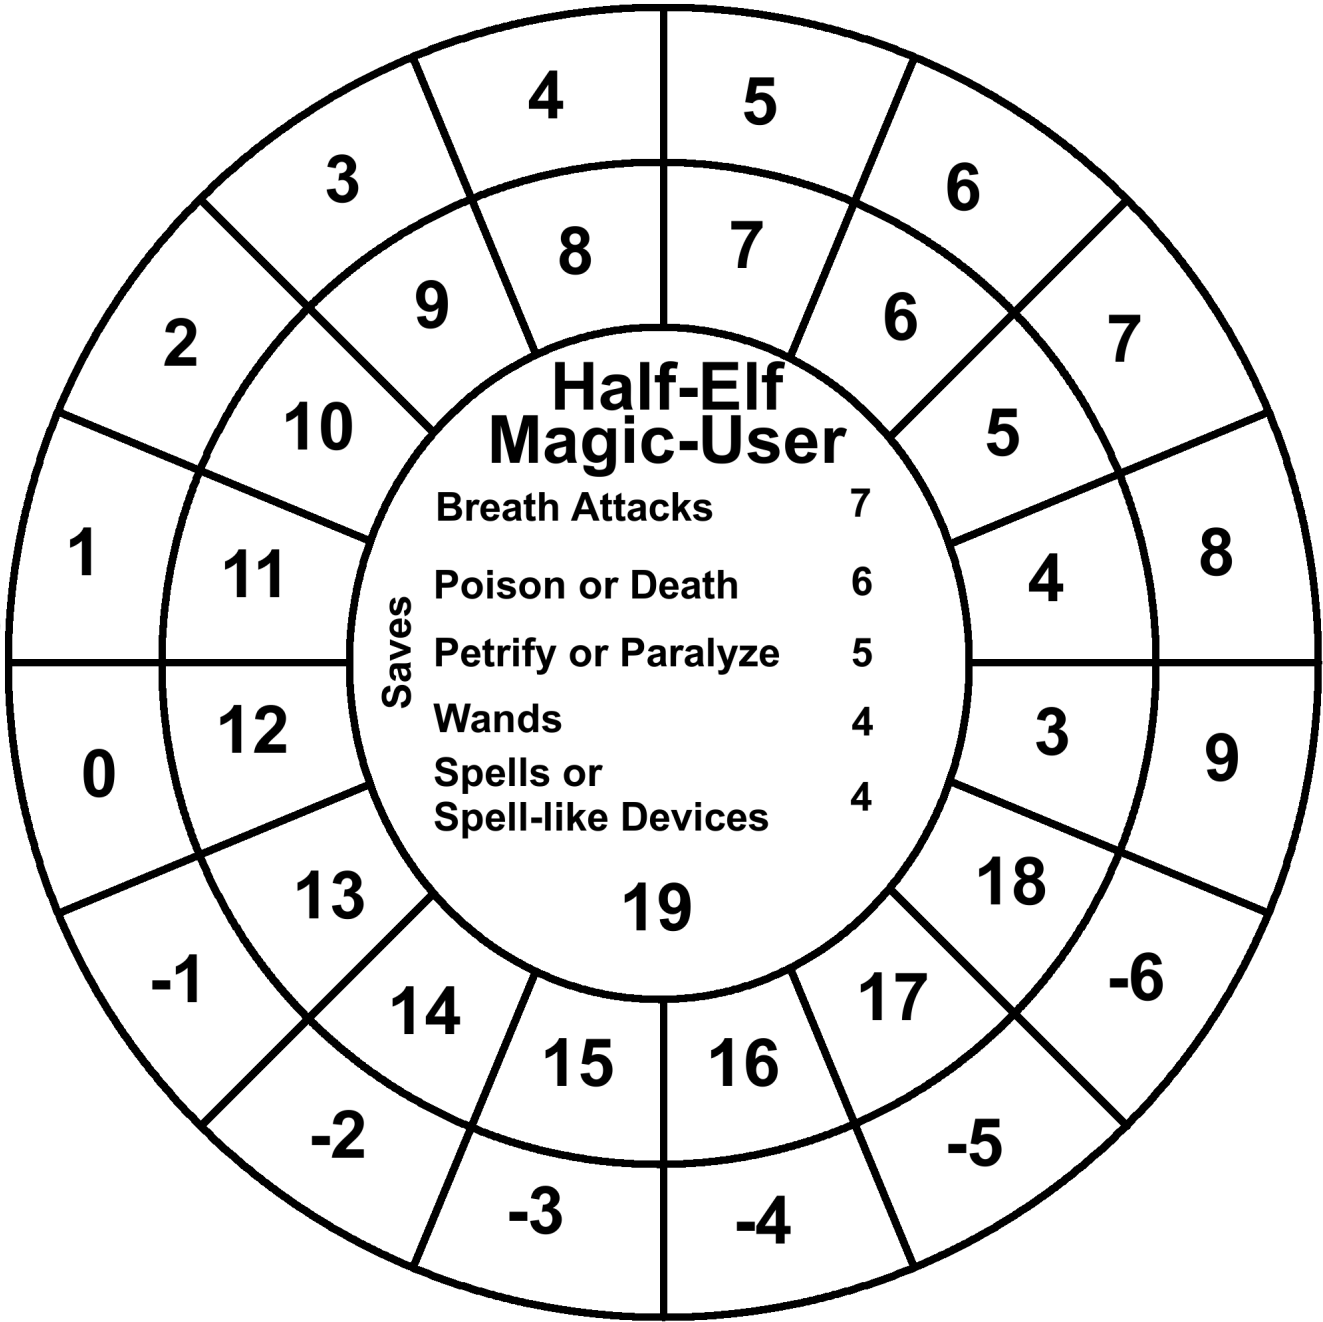 4 5
3 6
8 7
9 6
2 7
10 5
Half-Elf
Magic-User
Breath Attacks 7
1 11 4 8
Saves
Poison or Death 6
Petrify or Paralyze 5
Wands 4
0 12 3 9
Spells or
Spell-like Devices 4
13 18
19
-1 -6
14 17
15 16
-2 -5
-3 -4